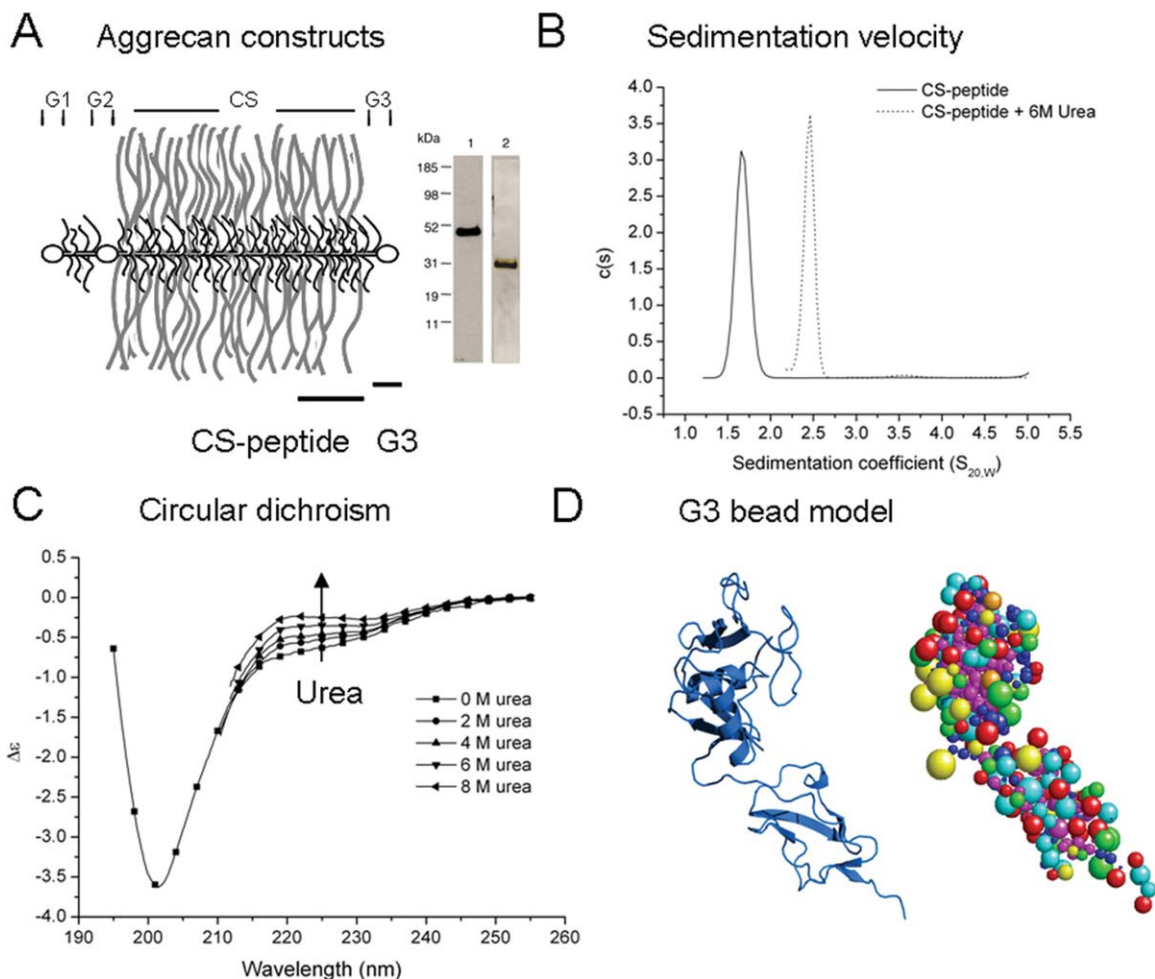 A Aggrecan constructs
G1 G2 CS G3
kDa 1 2
185
98
52
31
19
11
CS-peptide G3
B Sedimentation velocity
CS-peptide
CS-peptide + 6M Urea
4.0
3.5
3.0
2.5
2.0
1.5
1.0
0.5
0.0
-0.5
c(s)
1.0 1.5 2.0 2.5 3.0 3.5 4.0 4.5 5.0 5.5
Sedimentation coefficient (S20,W)
C Circular dichroism
0.5
0.0
-0.5
-1.0
-1.5
-2.0
-2.5
-3.0
-3.5
-4.0
Δε
Urea
0 M urea
2 M urea
4 M urea
6 M urea
8 M urea
190 200 210 220 230 240 250 260
Wavelength (nm)
D G3 bead model